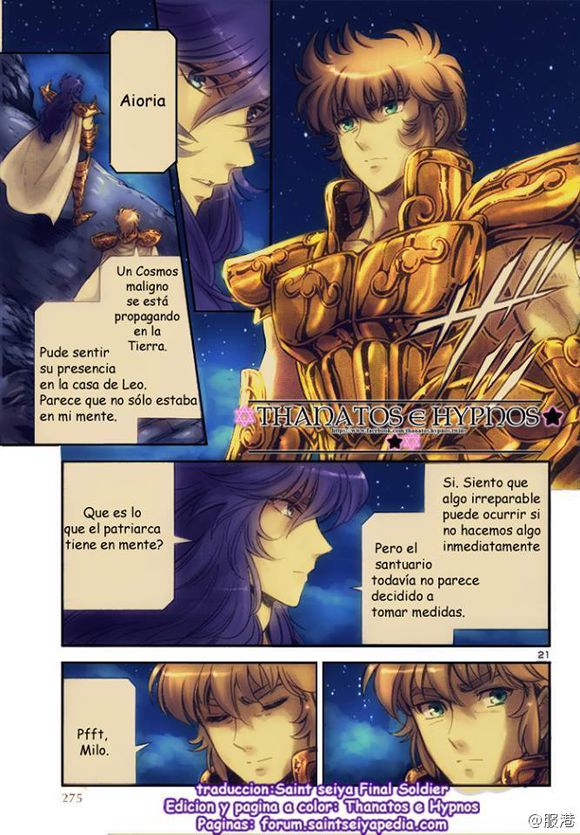 Aioria
Un Cosmos
maligno
se está
propagando
en la
Tierra.
Pude sentir
su presencia
en la casa de Leo.
Parece que no sólo estaba
en mi mente.
THANATOS E HYPNOS
Que es lo
que el patriarca
tiene en mente?
Si. Siento que
algo irreparable
puede ocurrir si
no hacemos algo
inmediatamente
Pero el
santuario
todavía no parece
decidido a
tomar medidas.
21
Pfft,
Milo.
275
traduccion:Saint seiya Final Soldier
Edicion y pagina a color: Thanatos e Hypnos
Paginas: forum.saintseiyapedia.com
@服港